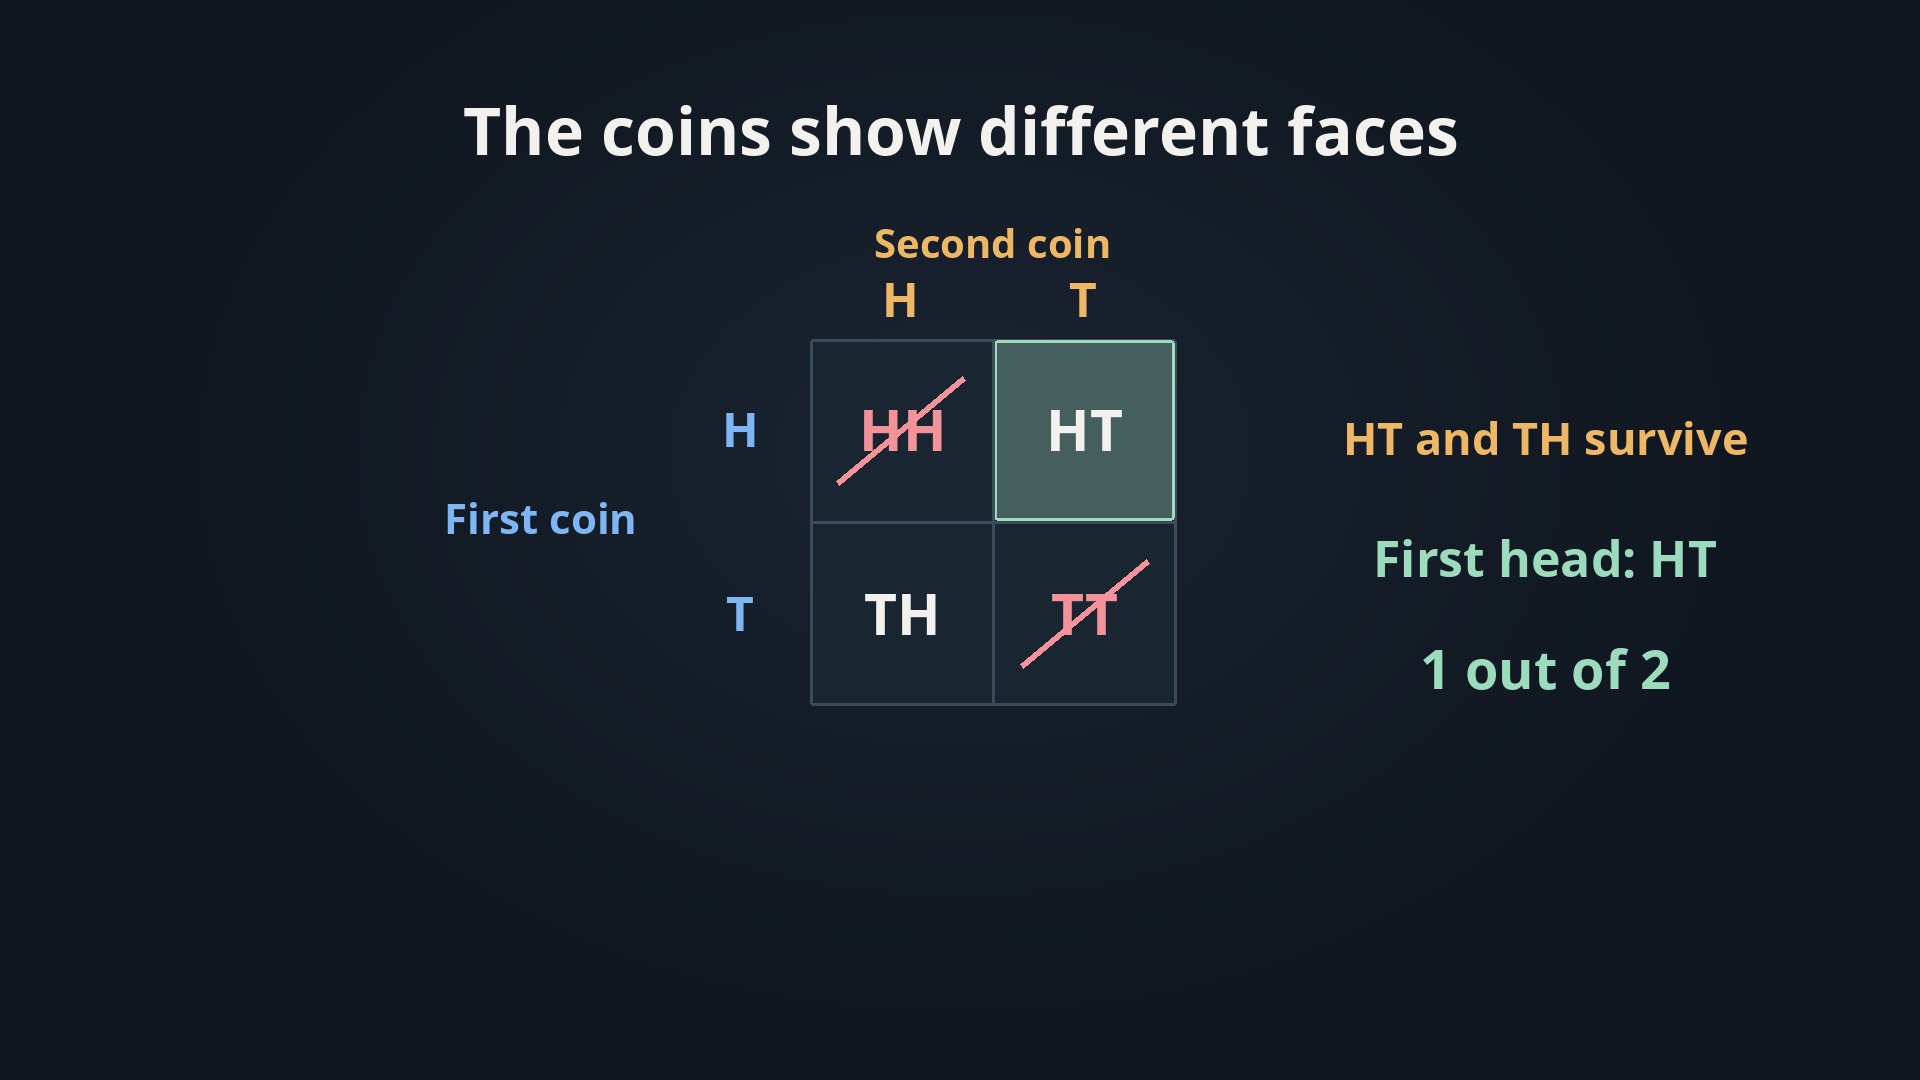 The coins show different faces
Second coin
H T
H HH HT
HT and TH survive
First coin
First head: HT
T TH TT
1 out of 2